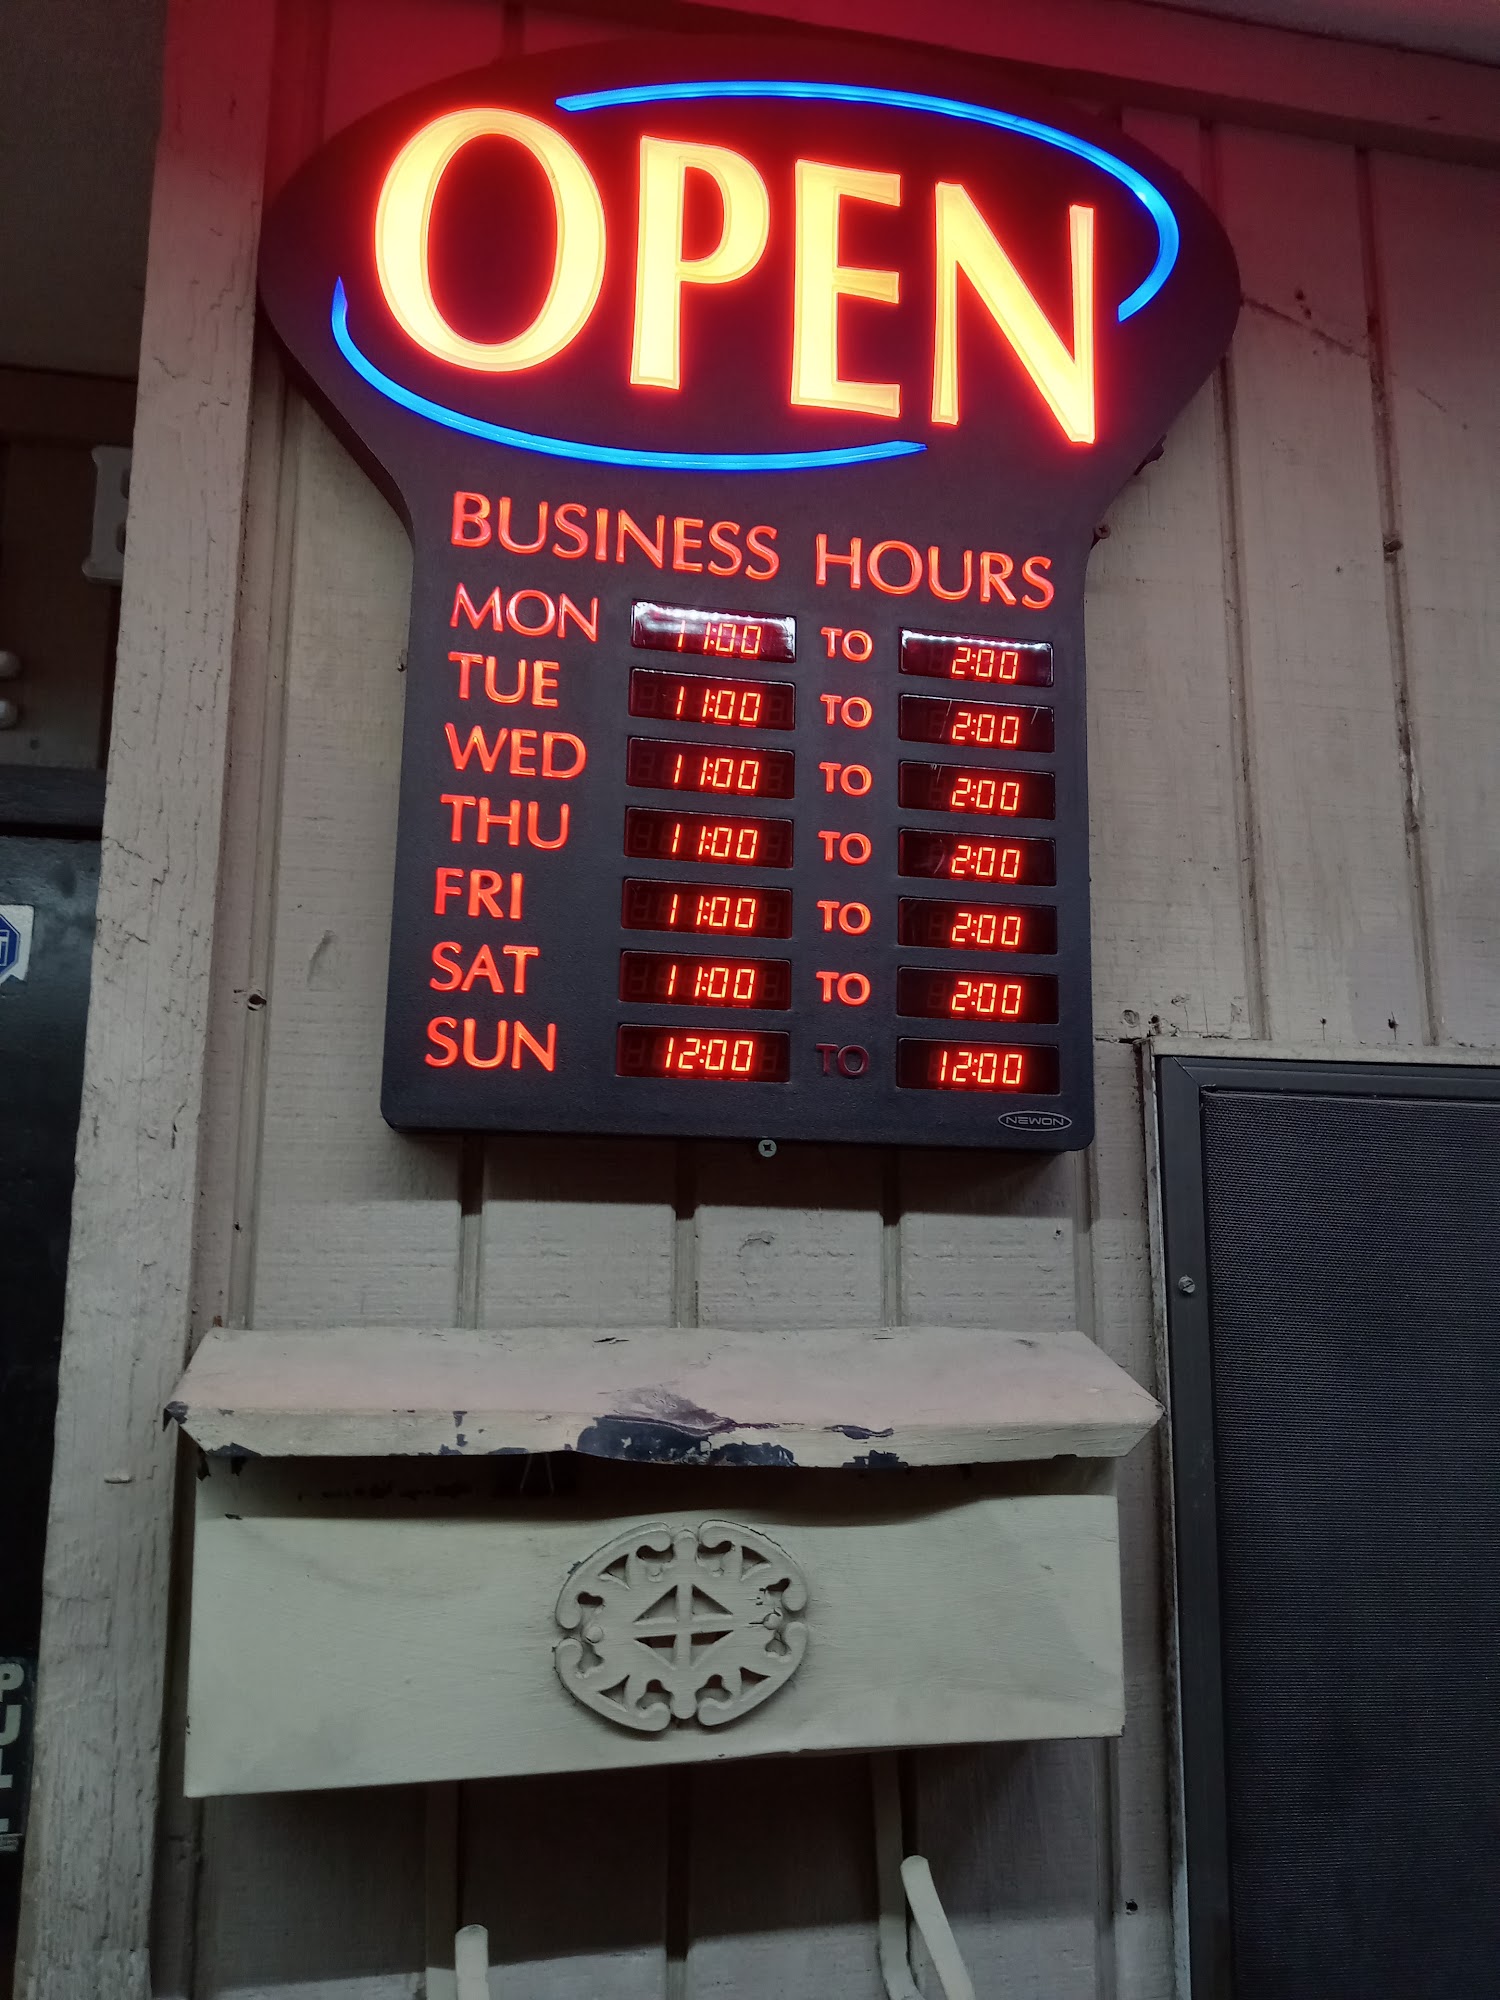 OPEN
BUSINESS HOURS
MON 11:00 TO 2:00
TUE 11:00 TO 2:00
WED 11:00 TO 2:00
THU 11:00 TO 2:00
FRI 11:00 TO 2:00
SAT 11:00 TO 2:00
SUN 12:00 TO 12:00
NEWON
PULL